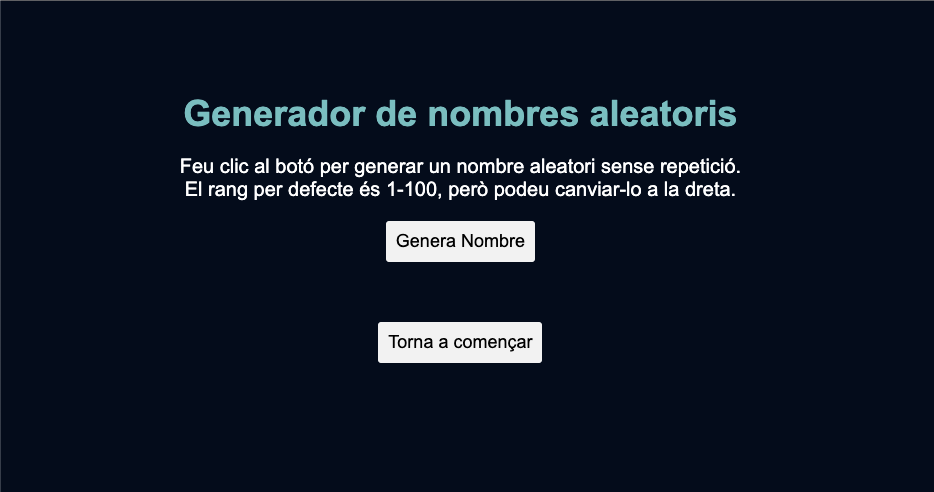 Generador de nombres aleatoris
Feu clic al botó per generar un nombre aleatori sense repetició.
El rang per defecte és 1-100, però podeu canviar-lo a la dreta.
Genera Nombre
Torna a començar